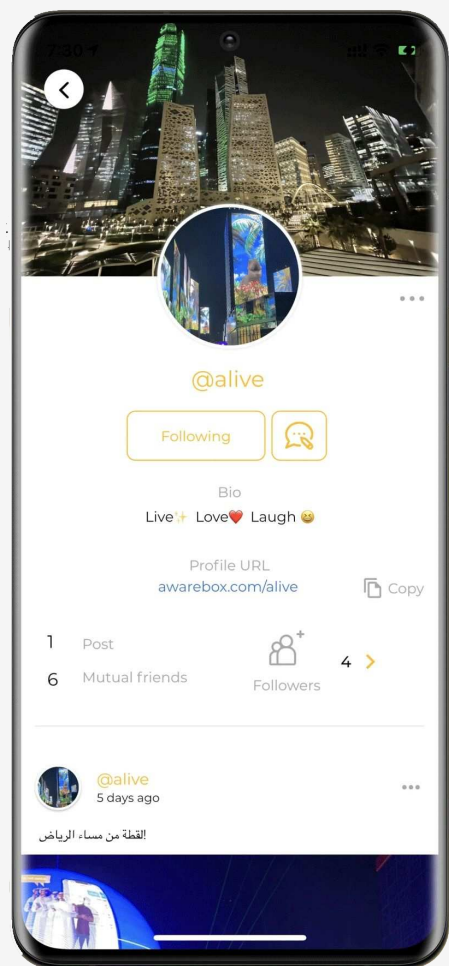 7:30
@alive
Following
Bio
Live✨ Love❤️ Laugh 😆
Profile URL
awarebox.com/alive
Copy
1 Post
6 Mutual friends
4
Followers
@alive
5 days ago
لقطة من مساء الرياض!